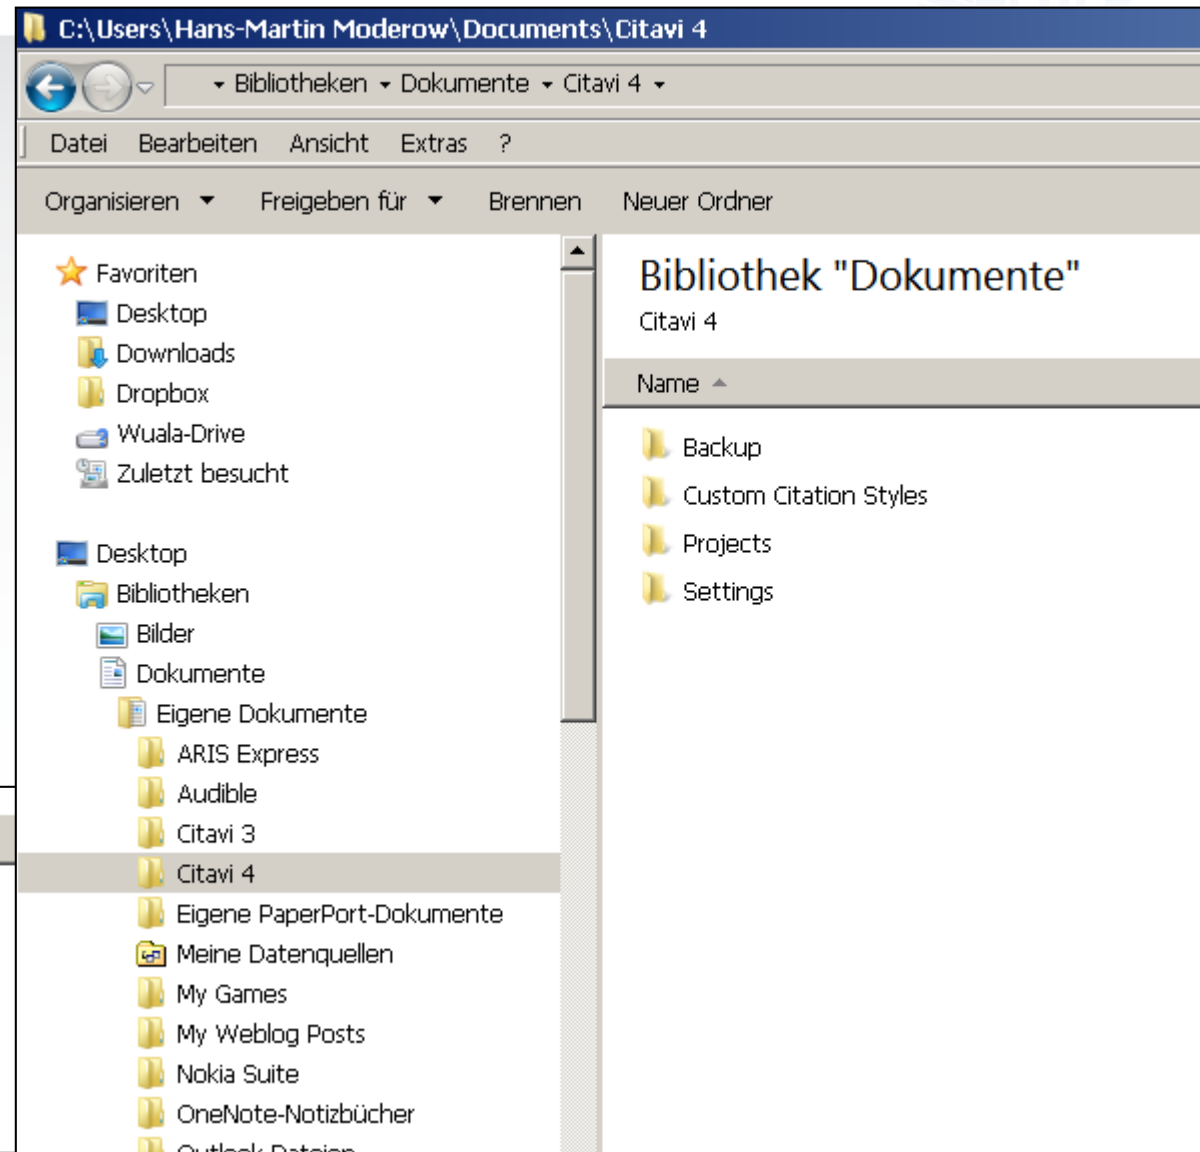 C:\Users\Hans-Martin Moderow\Documents\Citavi 4
Bibliotheken Dokumente Citavi 4
Datei Bearbeiten Ansicht Extras ?
Organisieren Freigeben für Brennen Neuer Ordner
Favoriten
Desktop
Downloads
Dropbox
Wuala-Drive
Zuletzt besucht
Desktop
Bibliotheken
Bilder
Dokumente
Eigene Dokumente
ARIS Express
Audible
Citavi 3
Citavi 4
Eigene PaperPort-Dokumente
Meine Datenquellen
My Games
My Weblog Posts
Nokia Suite
OneNote-Notizbücher
Outlook Dateien
Bibliothek "Dokumente"
Citavi 4
Name
Backup
Custom Citation Styles
Projects
Settings